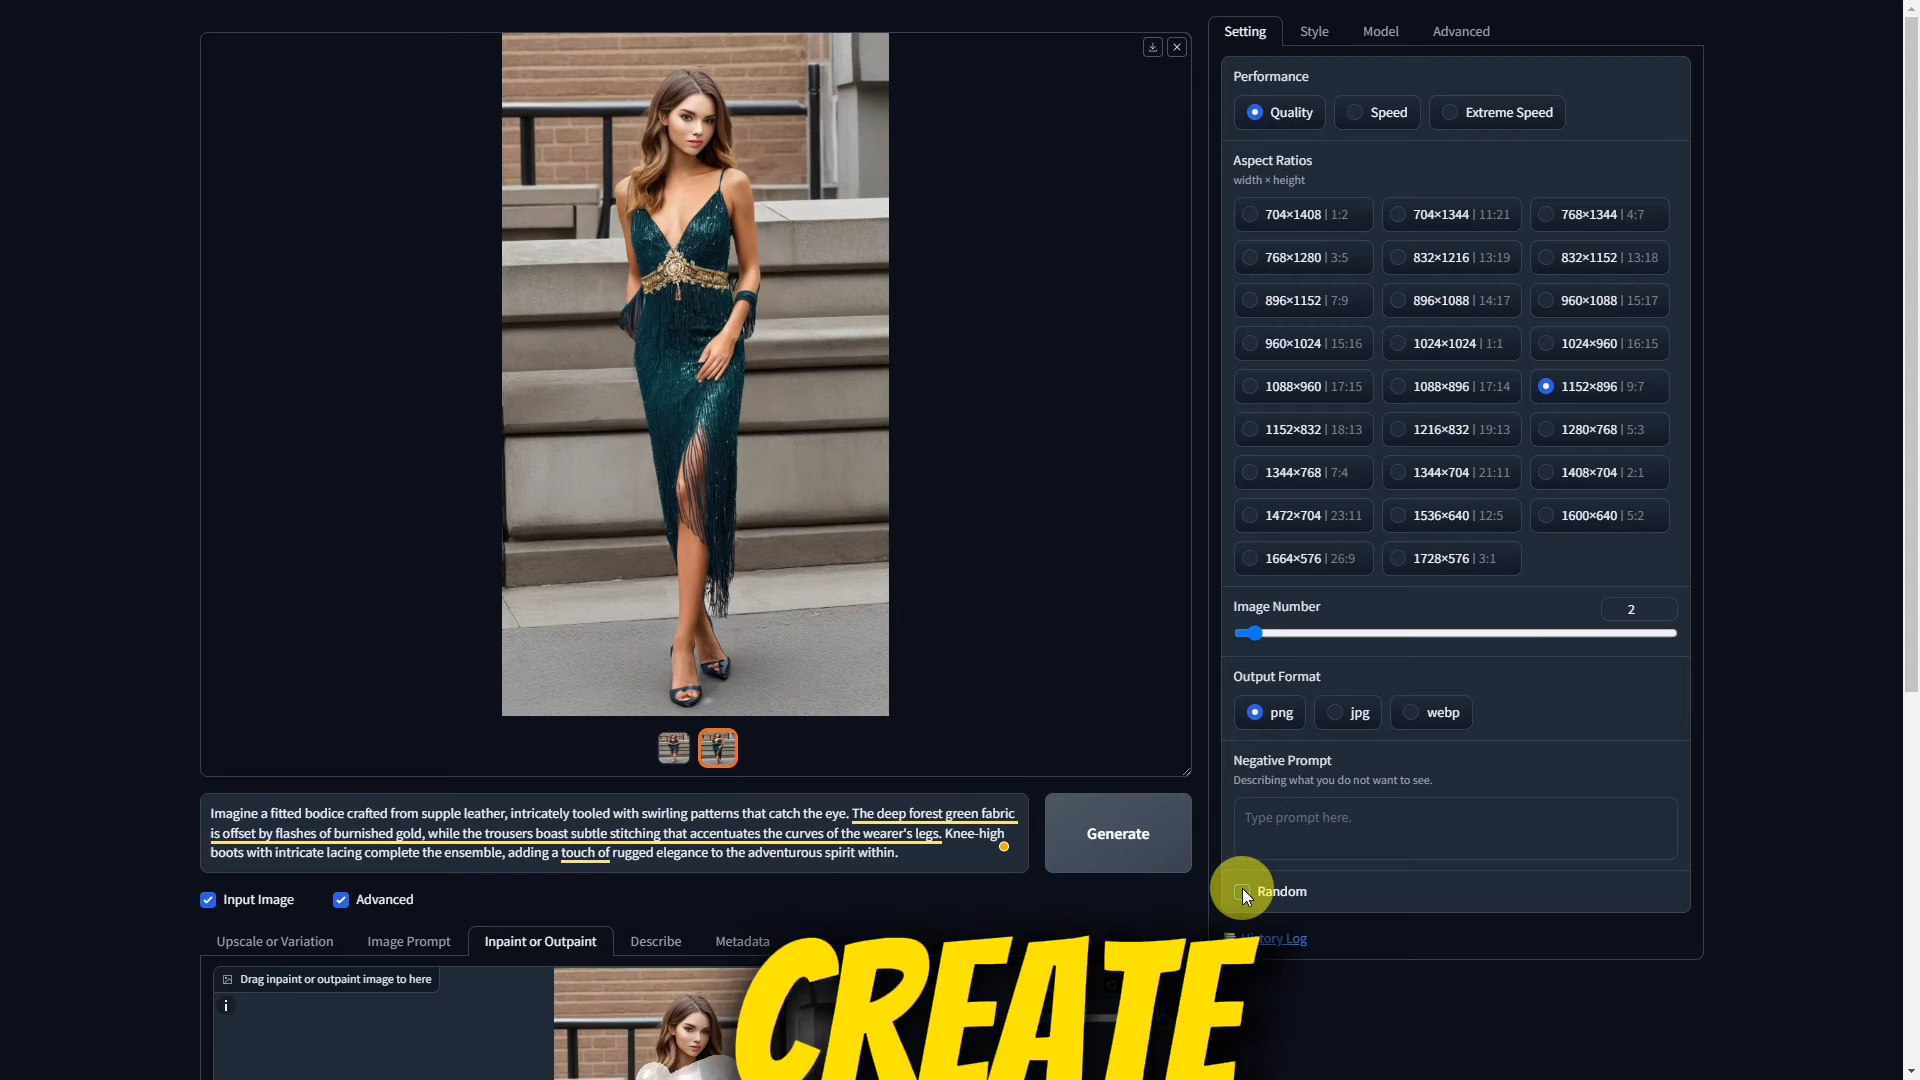 Setting Style Model Advanced
Performance
Quality Speed Extreme Speed
Aspect Ratios
width × height
704×1408 | 1:2 704×1344 | 11:21 768×1344 | 4:7
768×1280 | 3:5 832×1216 | 13:19 832×1152 | 13:18
896×1152 | 7:9 896×1088 | 14:17 960×1088 | 15:17
960×1024 | 15:16 1024×1024 | 1:1 1024×960 | 16:15
1088×960 | 17:15 1088×896 | 17:14 1152×896 | 9:7
1152×832 | 18:13 1216×832 | 19:13 1280×768 | 5:3
1344×768 | 7:4 1344×704 | 21:11 1408×704 | 2:1
1472×704 | 23:11 1536×640 | 12:5 1600×640 | 5:2
1664×576 | 26:9 1728×576 | 3:1
Image Number 2
Output Format
png jpg webp
Negative Prompt
Describing what you do not want to see.
Type prompt here.
Random
History Log
Imagine a fitted bodice crafted from supple leather, intricately tooled with swirling patterns that catch the eye. The deep forest green fabric
is offset by flashes of burnished gold, while the trousers boast subtle stitching that accentuates the curves of the wearer's legs. Knee-high
boots with intricate lacing complete the ensemble, adding a touch of rugged elegance to the adventurous spirit within.
Generate
Input Image Advanced
Upscale or Variation Image Prompt Inpaint or Outpaint Describe Metadata
Drag inpaint or outpaint image to here
i
CREATE